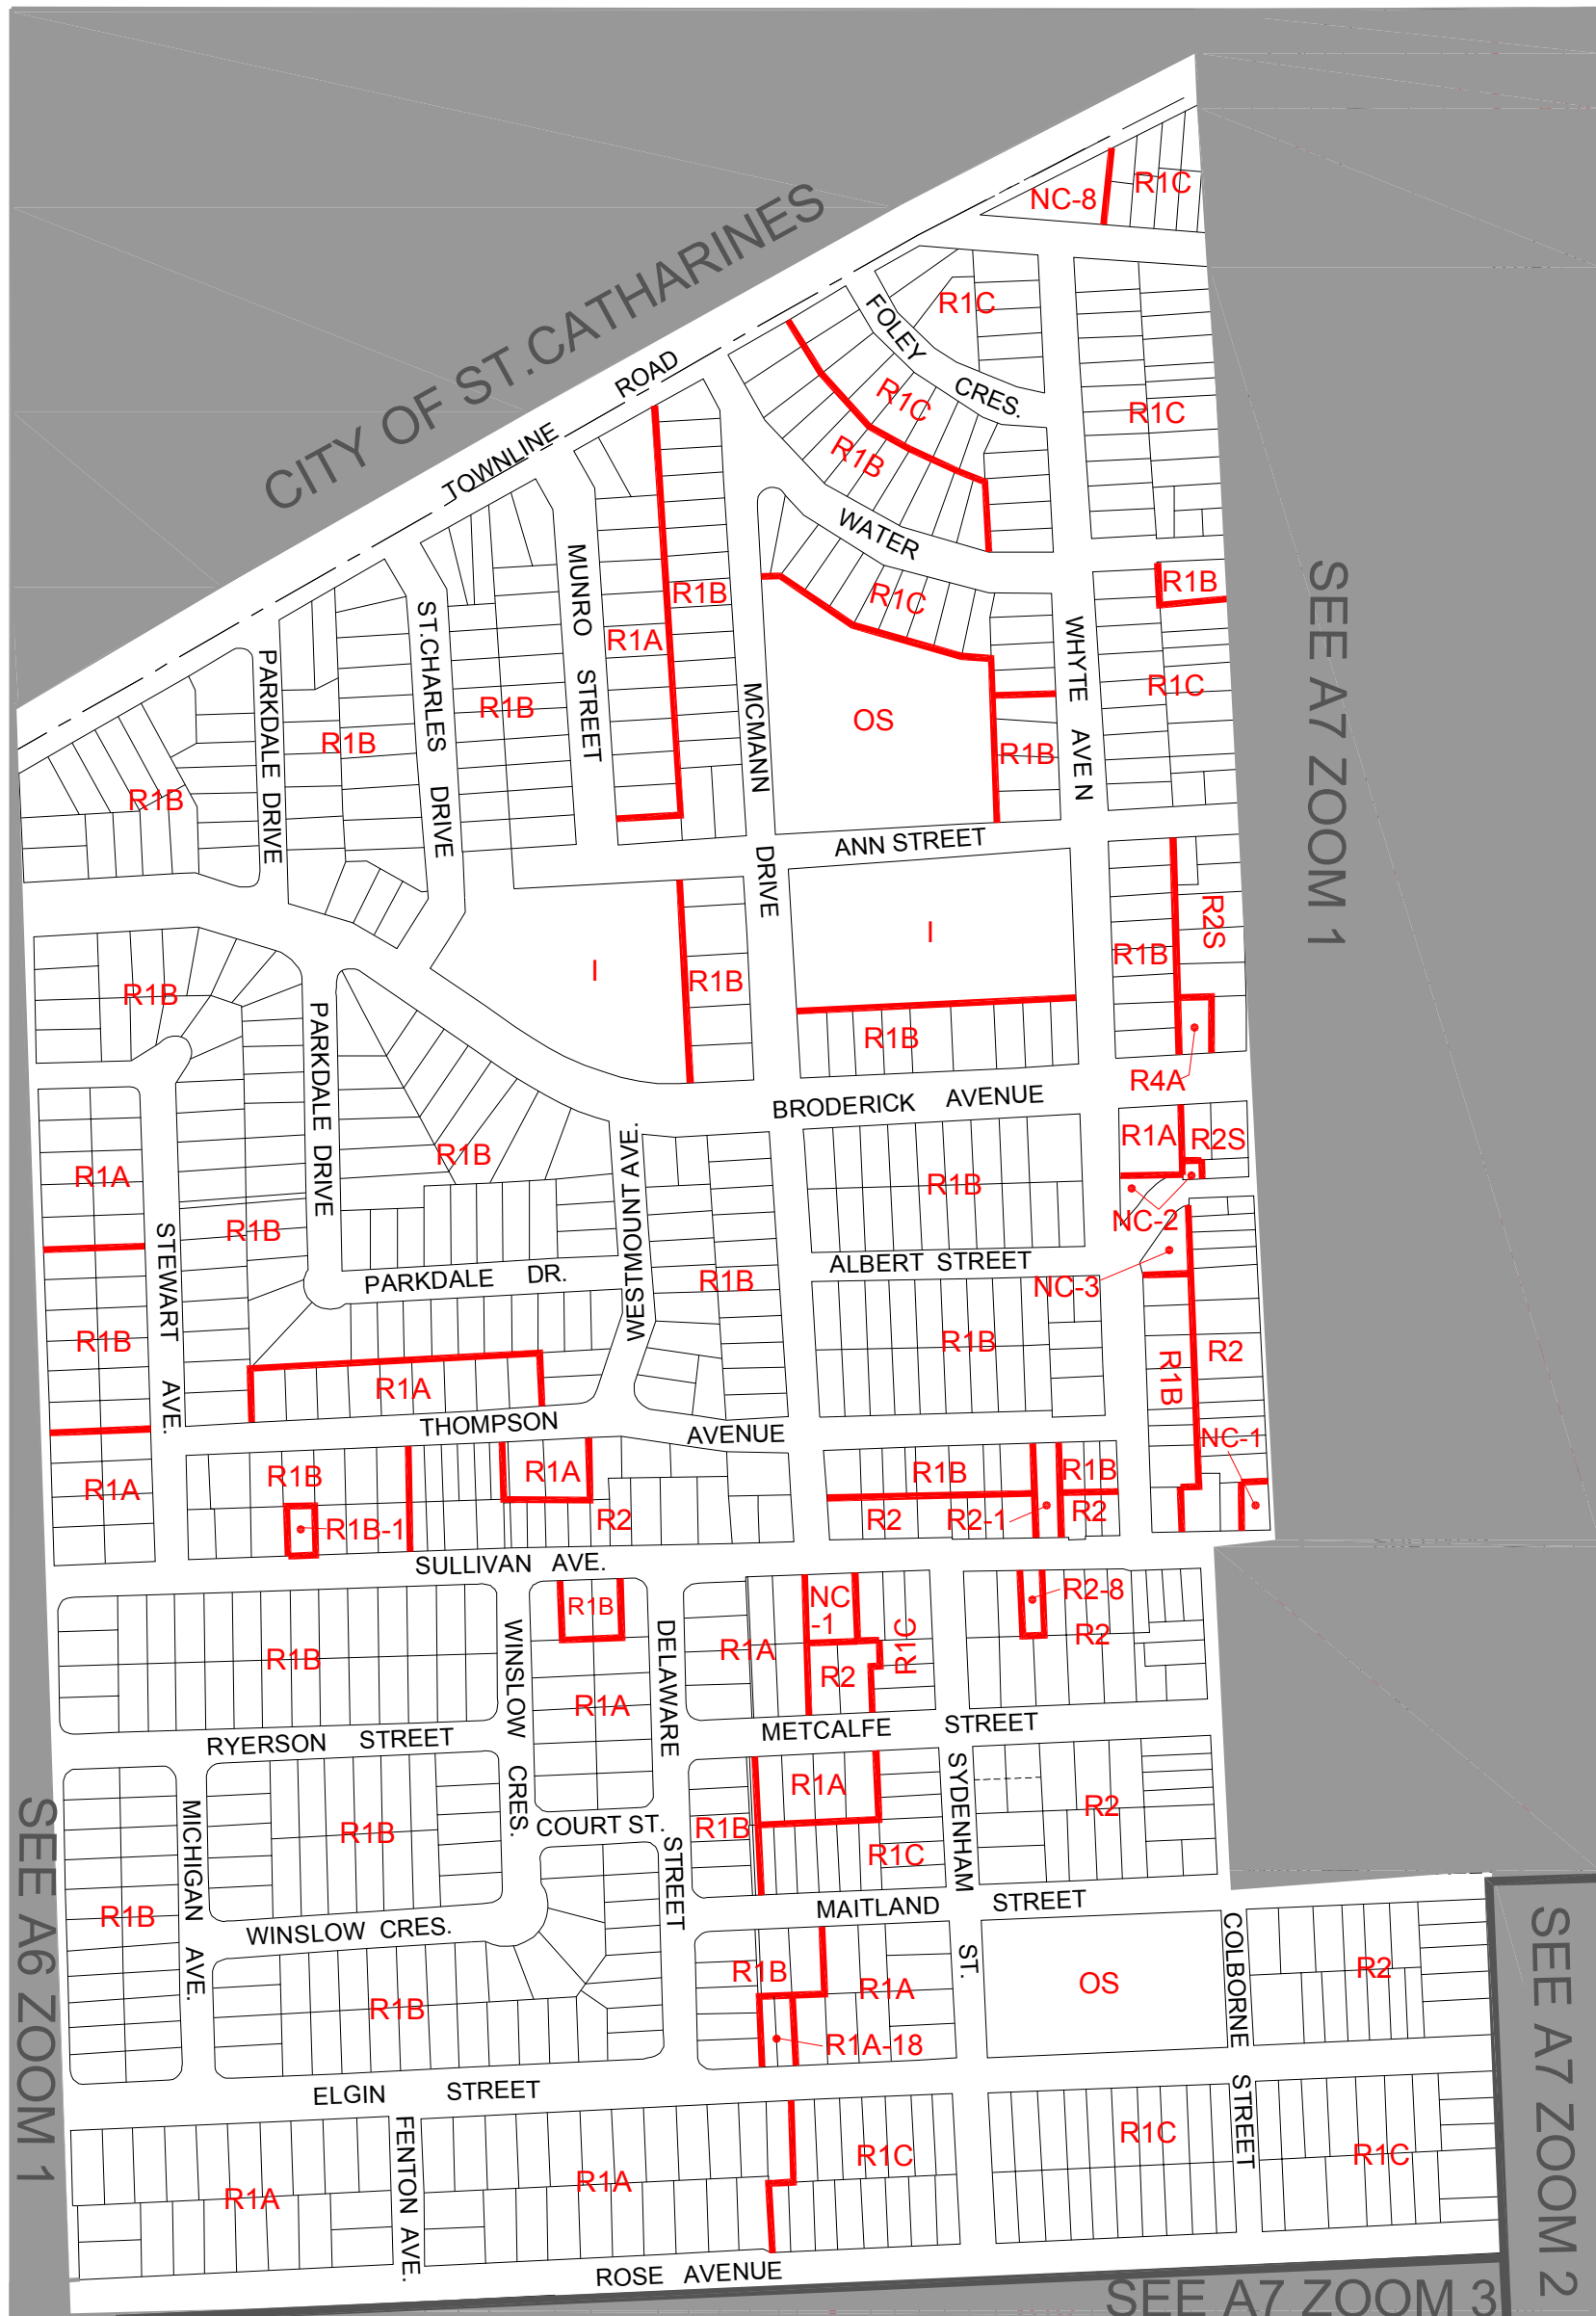 CITY OF ST.CATHARINES
TOWNLINE ROAD
NC-8
R1C
R1C
FOLEY CRES.
R1C
R1C
R1B
WATER
R1C
R1B
R1C
R1B
R1A
OS
R1B
MUNRO STREET
MCMANN DRIVE
WHYTE AVE N
ST.CHARLES DRIVE
R1B
R1B
PARKDALE DRIVE
R1B
SEE A7 ZOOM 1
ANN STREET
I
I
R1B
R1B
R1B
R2S
R4A
R1B
PARKDALE DRIVE
BRODERICK AVENUE
R1A
R2S
NC-2
NC-3
R1B
R1B
R1A
R1B
STEWART AVE.
R1B
R1A
PARKDALE DR.
WESTMOUNT AVE.
R1B
ALBERT STREET
R1B
R1B
R2
NC-1
R1A
THOMPSON AVENUE
R1B
R1A
R1B-1
R2
R1B
R1B
R2
R2-1
R2
SULLIVAN AVE.
R1B
R1B
WINSLOW CRES.
R1A
DELAWARE STREET
R1A
NC
-1
R2
R1C
R2-8
R2
RYERSON STREET
METCALFE STREET
R1B
R1B
MICHIGAN AVE.
COURT ST.
R1B
R1A
R1C
SYDENHAM ST.
R2
WINSLOW CRES.
R1B
MAITLAND STREET
R1B
R1A
R1A-18
OS
COLBORNE STREET
R2
SEE A6 ZOOM 1
SEE A7 ZOOM 2
ELGIN STREET
FENTON AVE.
R1A
R1A
R1C
R1C
R1C
ROSE AVENUE
SEE A7 ZOOM 3